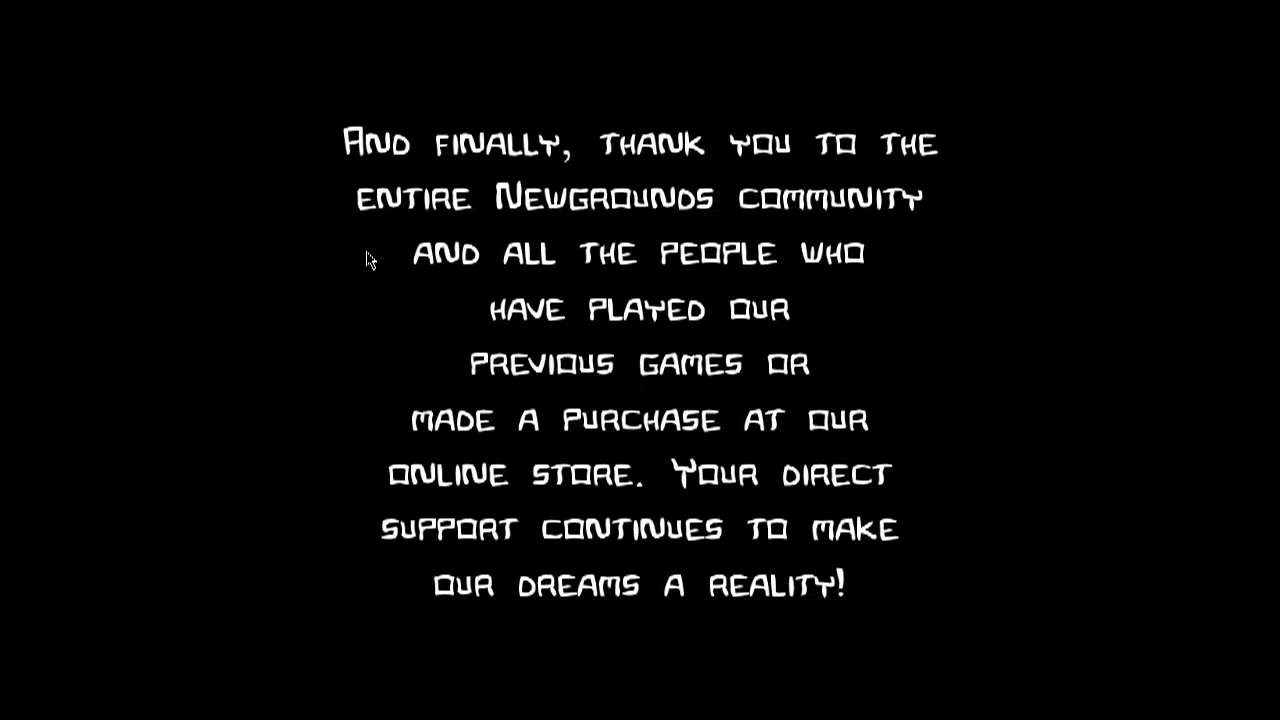 And finally, thank you to the
entire Newgrounds community
and all the people who
have played our
previous games or
made a purchase at our
online store. Your direct
support continues to make
our dreams a reality!